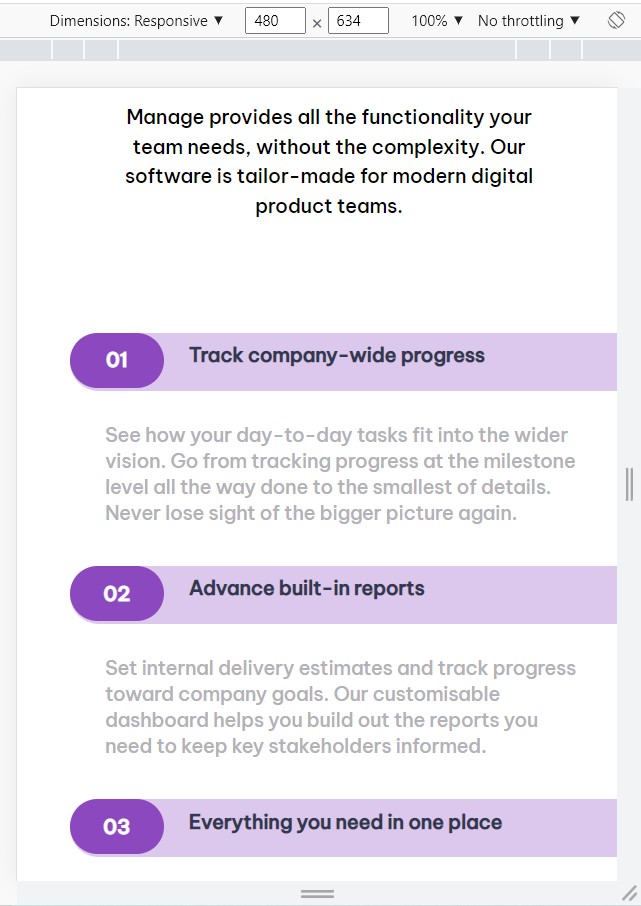 Dimensions: Responsive ▼ 480 × 634 100% ▼ No throttling ▼
Manage provides all the functionality your
team needs, without the complexity. Our
software is tailor-made for modern digital
product teams.
01 Track company-wide progress
See how your day-to-day tasks fit into the wider
vision. Go from tracking progress at the milestone
level all the way done to the smallest of details.
Never lose sight of the bigger picture again.
02 Advance built-in reports
Set internal delivery estimates and track progress
toward company goals. Our customisable
dashboard helps you build out the reports you
need to keep key stakeholders informed.
03 Everything you need in one place